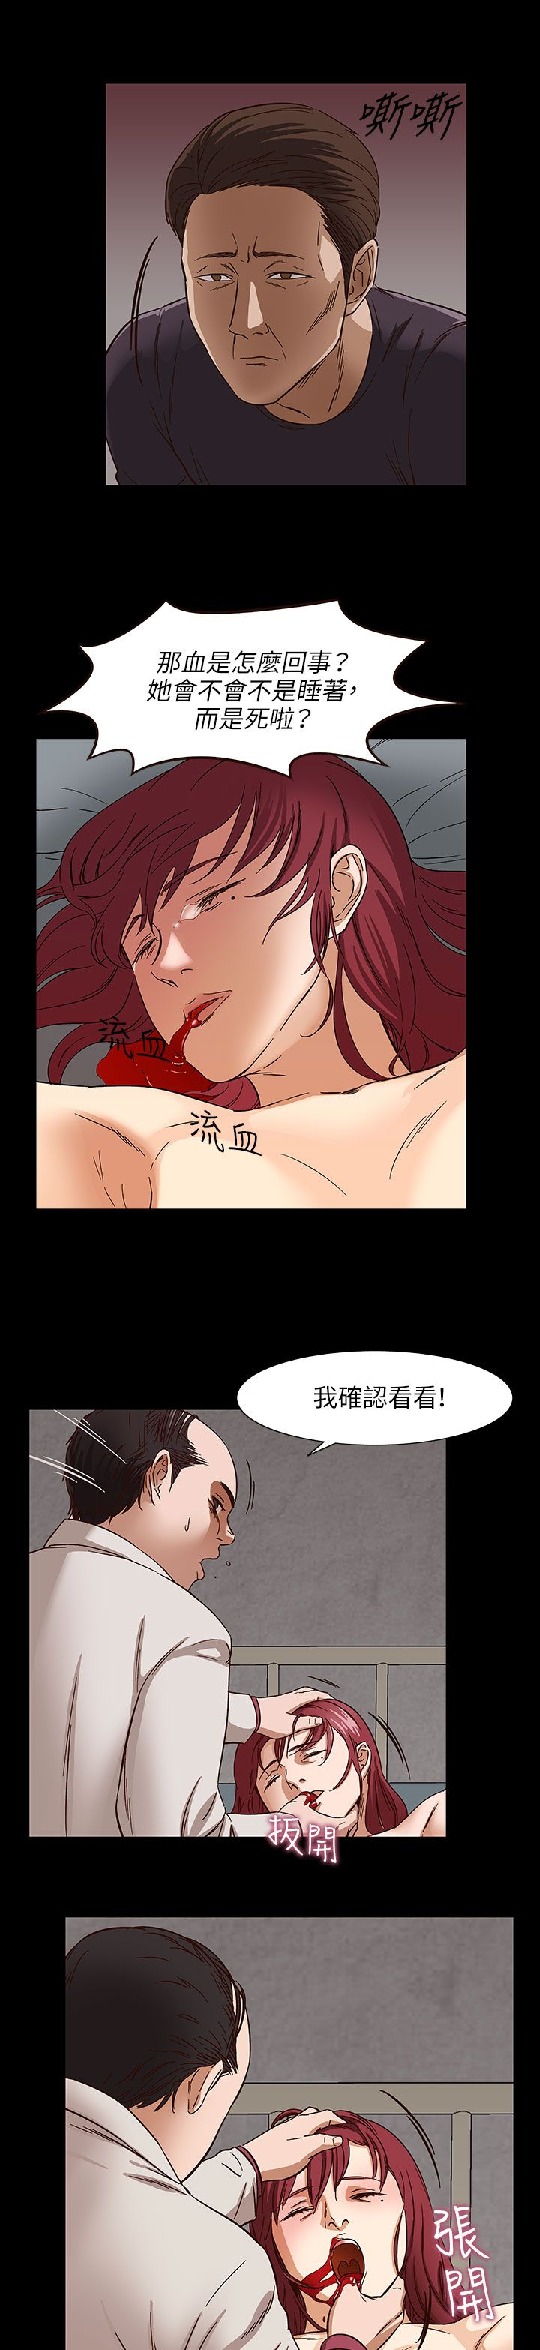 嘶嘶
那血是怎麼回事？
她會不會不是睡著，
而是死啦？
流血
流血
我確認看看！
扳開
張開